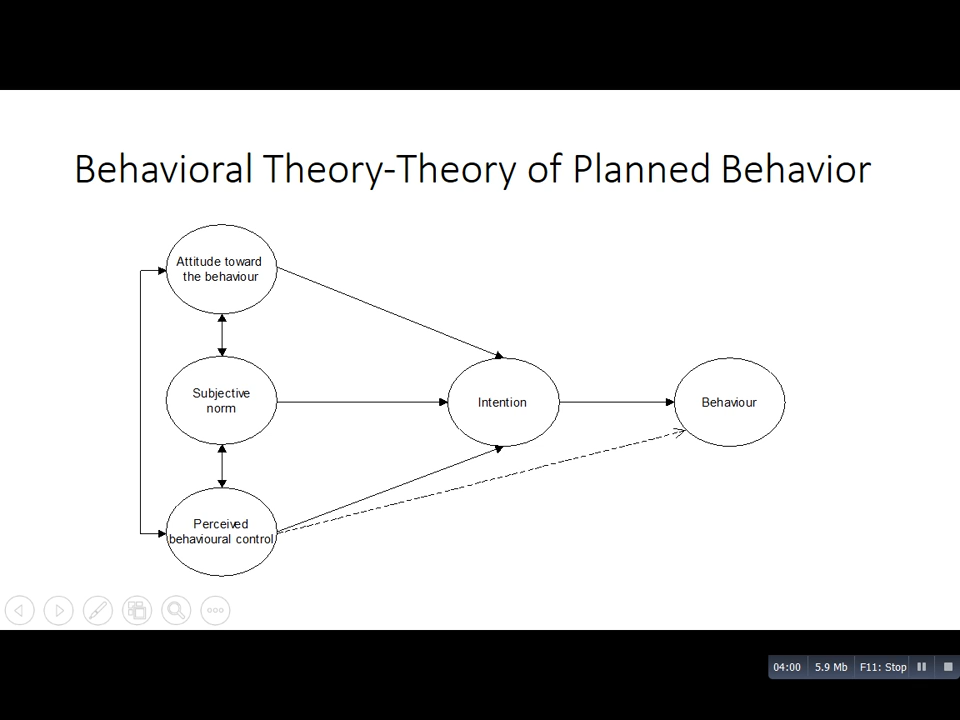 Behavioral Theory-Theory of Planned Behavior
Attitude toward
the behaviour
Subjective
norm
Intention
Behaviour
Perceived
behavioural control
04:00 5.9 Mb F11: Stop